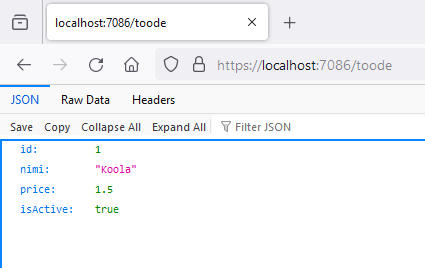 localhost:7086/toode
https://localhost:7086/toode
JSON Raw Data Headers
Save Copy Collapse All Expand All Filter JSON
id: 1
nimi: "Koola"
price: 1.5
isActive: true